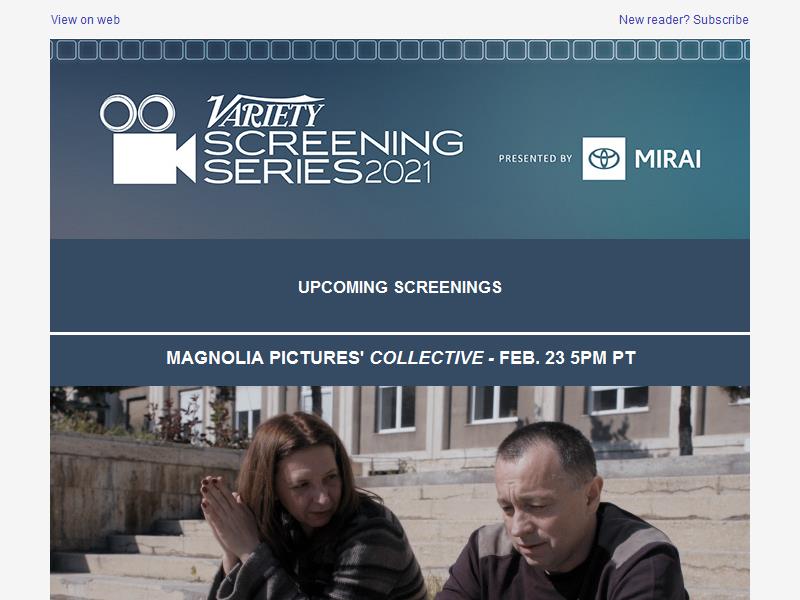 View on web
New reader? Subscribe
VARIETY
SCREENING
SERIES 2021
PRESENTED BY
MIRAI
UPCOMING SCREENINGS
MAGNOLIA PICTURES' COLLECTIVE - FEB. 23 5PM PT